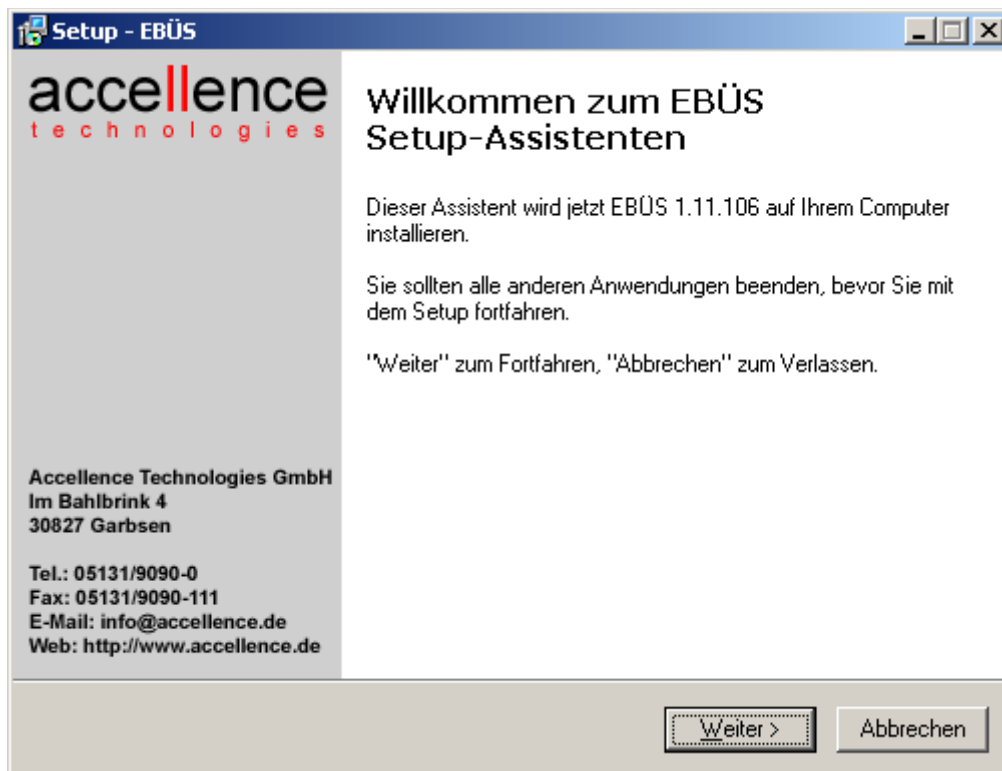 Setup - EBÜS
accellence
technologies
Willkommen zum EBÜS
Setup-Assistenten
Dieser Assistent wird jetzt EBÜS 1.11.106 auf Ihrem Computer
installieren.
Sie sollten alle anderen Anwendungen beenden, bevor Sie mit
dem Setup fortfahren.
"Weiter" zum Fortfahren, "Abbrechen" zum Verlassen.
Accellence Technologies GmbH
Im Bahlbrink 4
30827 Garbsen
Tel.: 05131/9090-0
Fax: 05131/9090-111
E-Mail: info@accellence.de
Web: http://www.accellence.de
Weiter >
Abbrechen